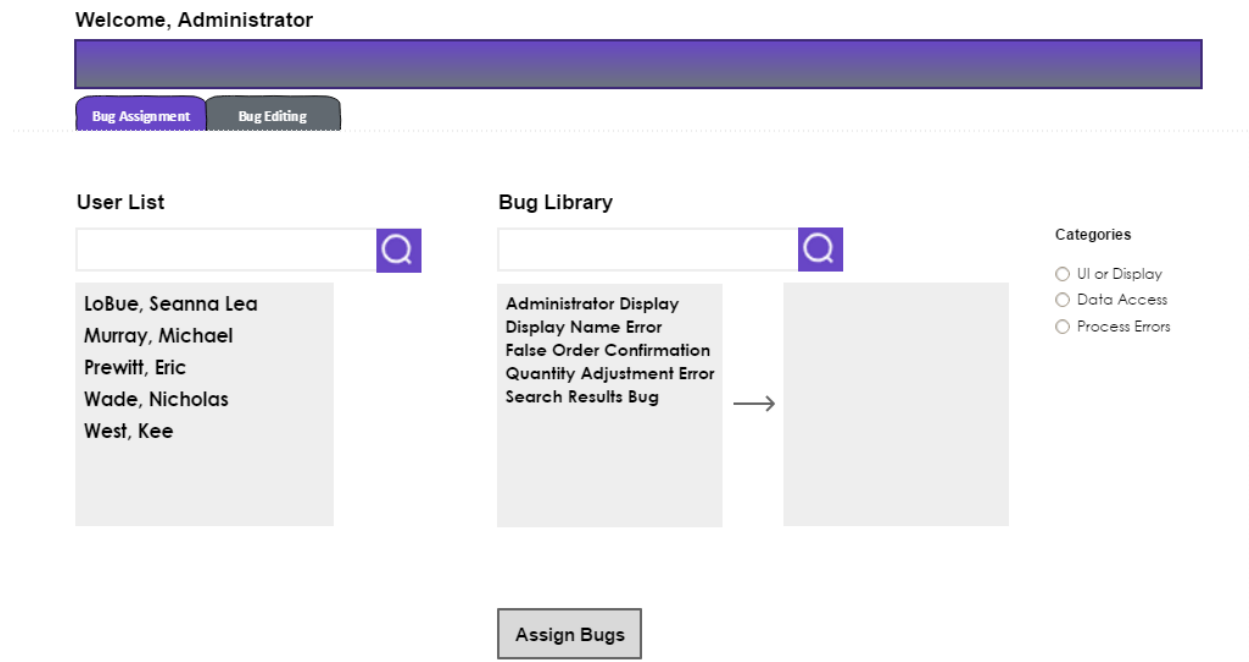 Welcome, Administrator
Bug Assignment
Bug Editing
User List
LoBue, Seanna Lea
Murray, Michael
Prewitt, Eric
Wade, Nicholas
West, Kee
Bug Library
Administrator Display
Display Name Error
False Order Confirmation
Quantity Adjustment Error
Search Results Bug
Categories
UI or Display
Data Access
Process Errors
Assign Bugs